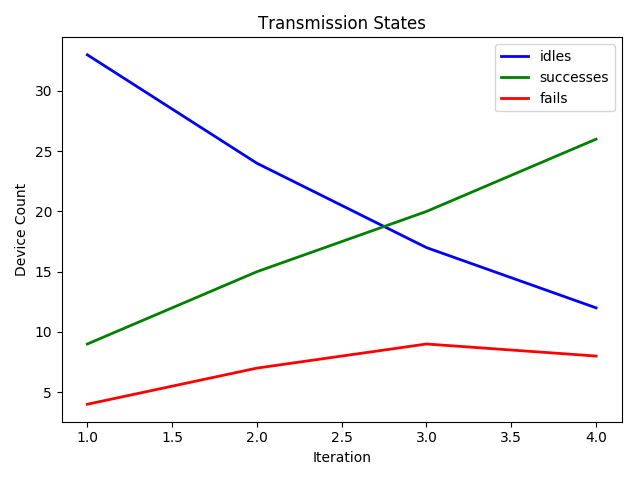 Transmission States
idles
successes
fails
Device Count
30
25
20
15
10
5
1.0 1.5 2.0 2.5 3.0 3.5 4.0
Iteration